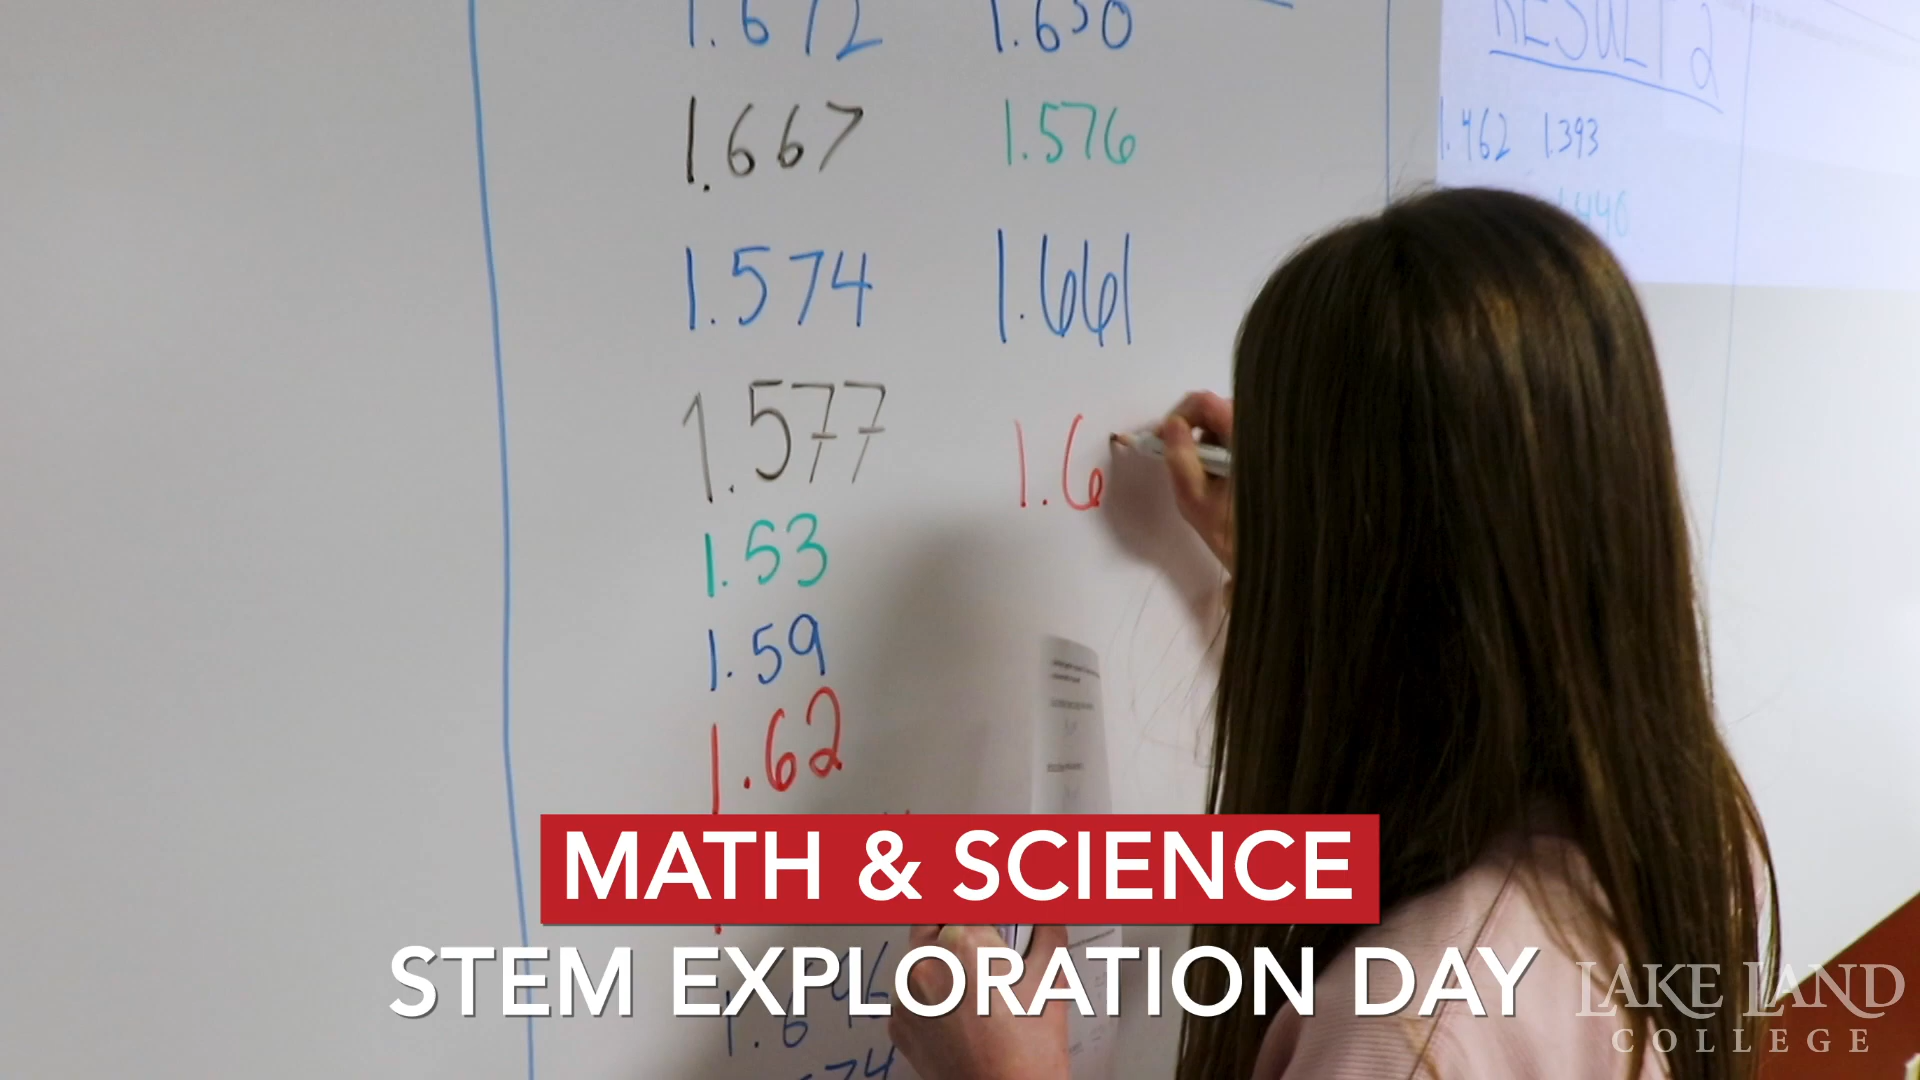 1.672 1.650
1.667 1.576
1.574 1.661
1.577 1.6
1.53
1.59
1.62
RESULT 2
1.462 1.393
MATH & SCIENCE
STEM EXPLORATION DAY
LAKE LAND
COLLEGE